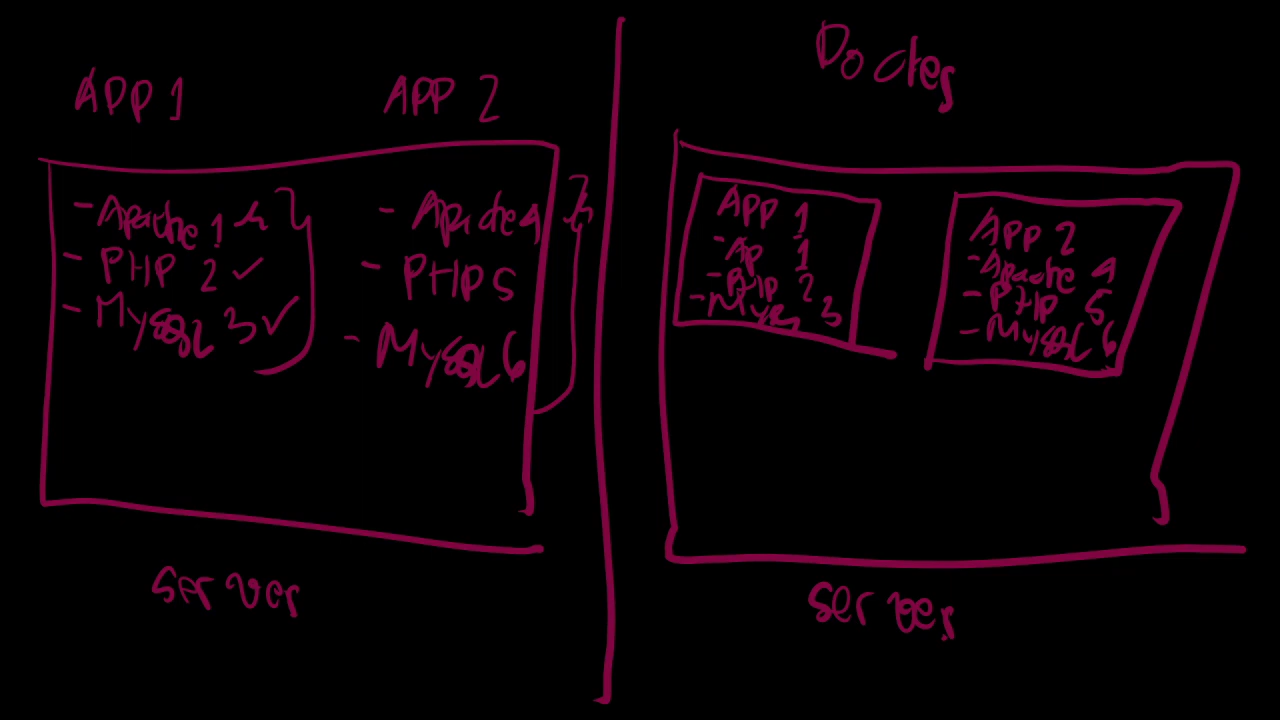 APP 1
APP 2
- Apache 1
- PHP 2 ✓
- MySQL 3 ✓
- Apache 4
- PHP 5
- MySQL 6
server
Docker
APP 1
- AP 1
- PHP 2
- MySQL 3
APP 2
- Apache 4
- PHP 5
- MySQL 6
server